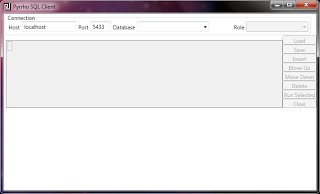 Pyrrho SQL Client
Connection
Host localhost Port 5433 Database Role
Load
Save
Insert
Move Up
Move Down
Delete
Run Selected
Clear